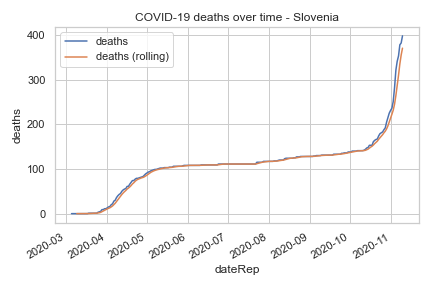 COVID-19 deaths over time - Slovenia
deaths
deaths (rolling)
400
300
200
100
0
deaths
2020-03
2020-04
2020-05
2020-06
2020-07
2020-08
2020-09
2020-10
2020-11
dateRep